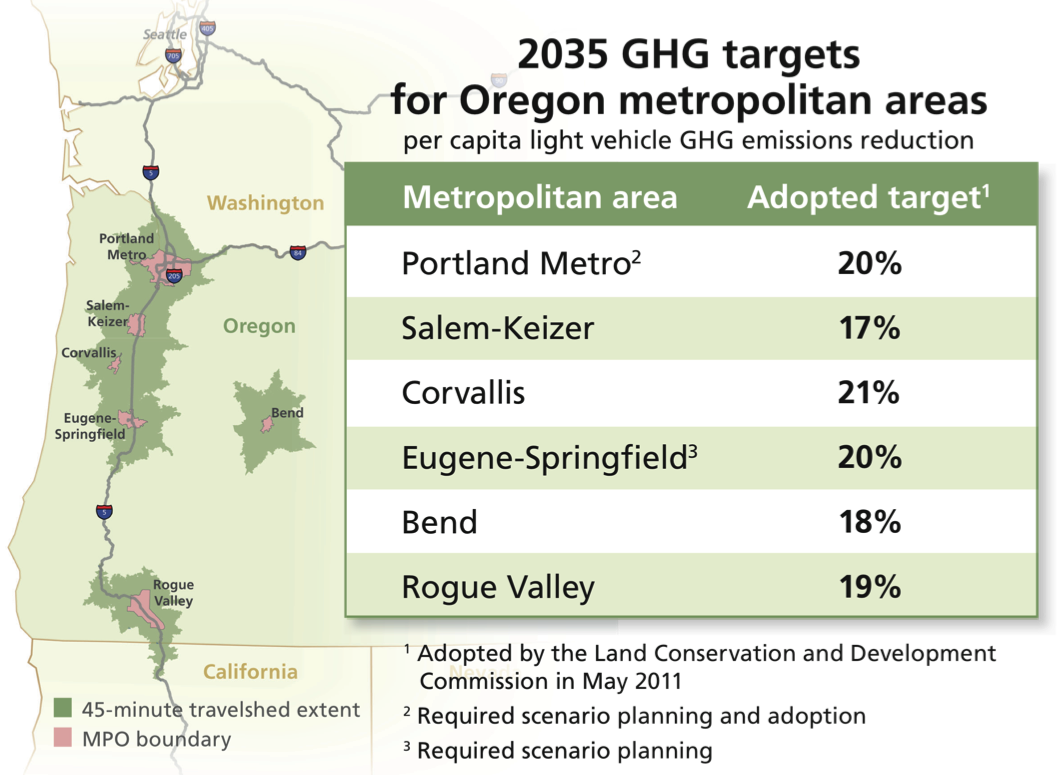 2035 GHG targets
for Oregon metropolitan areas
per capita light vehicle GHG emissions reduction
Metropolitan area Adopted target¹
Portland Metro² 20%
Salem-Keizer 17%
Corvallis 21%
Eugene-Springfield³ 20%
Bend 18%
Rogue Valley 19%
¹ Adopted by the Land Conservation and Development
Commission in May 2011
² Required scenario planning and adoption
³ Required scenario planning
Seattle
405
705
5
Washington
84
Portland
Metro
205
Salem-
Keizer
Oregon
Corvallis
Eugene-
Springfield
Bend
5
Rogue
Valley
California
Nevada
45-minute travelshed extent
MPO boundary